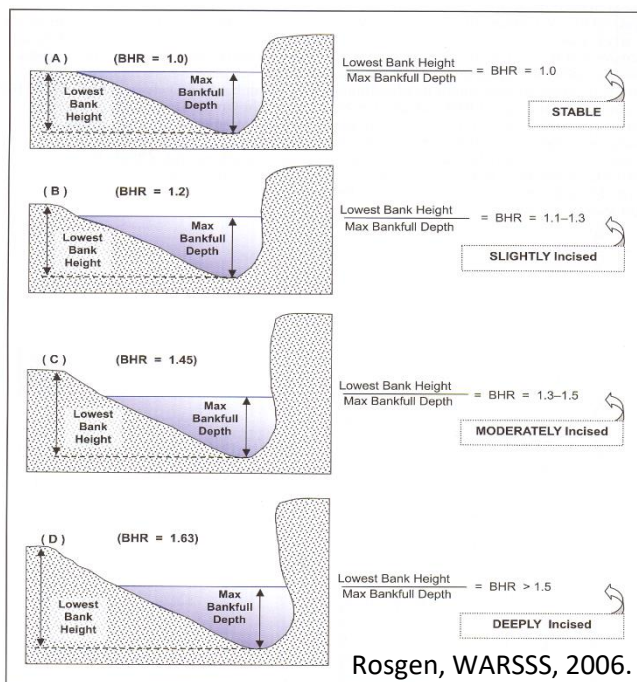 ( A ) (BHR = 1.0)
Lowest
Bank
Height
Max
Bankfull
Depth
Lowest Bank Height
Max Bankfull Depth
= BHR = 1.0
STABLE
( B ) (BHR = 1.2)
Lowest
Bank
Height
Max
Bankfull
Depth
Lowest Bank Height
Max Bankfull Depth
= BHR = 1.1–1.3
SLIGHTLY Incised
( C ) (BHR = 1.45)
Lowest
Bank
Height
Max
Bankfull
Depth
Lowest Bank Height
Max Bankfull Depth
= BHR = 1.3–1.5
MODERATELY Incised
( D ) (BHR = 1.63)
Lowest
Bank
Height
Max
Bankfull
Depth
Lowest Bank Height
Max Bankfull Depth
= BHR > 1.5
DEEPLY Incised
Rosgen, WARSSS, 2006.